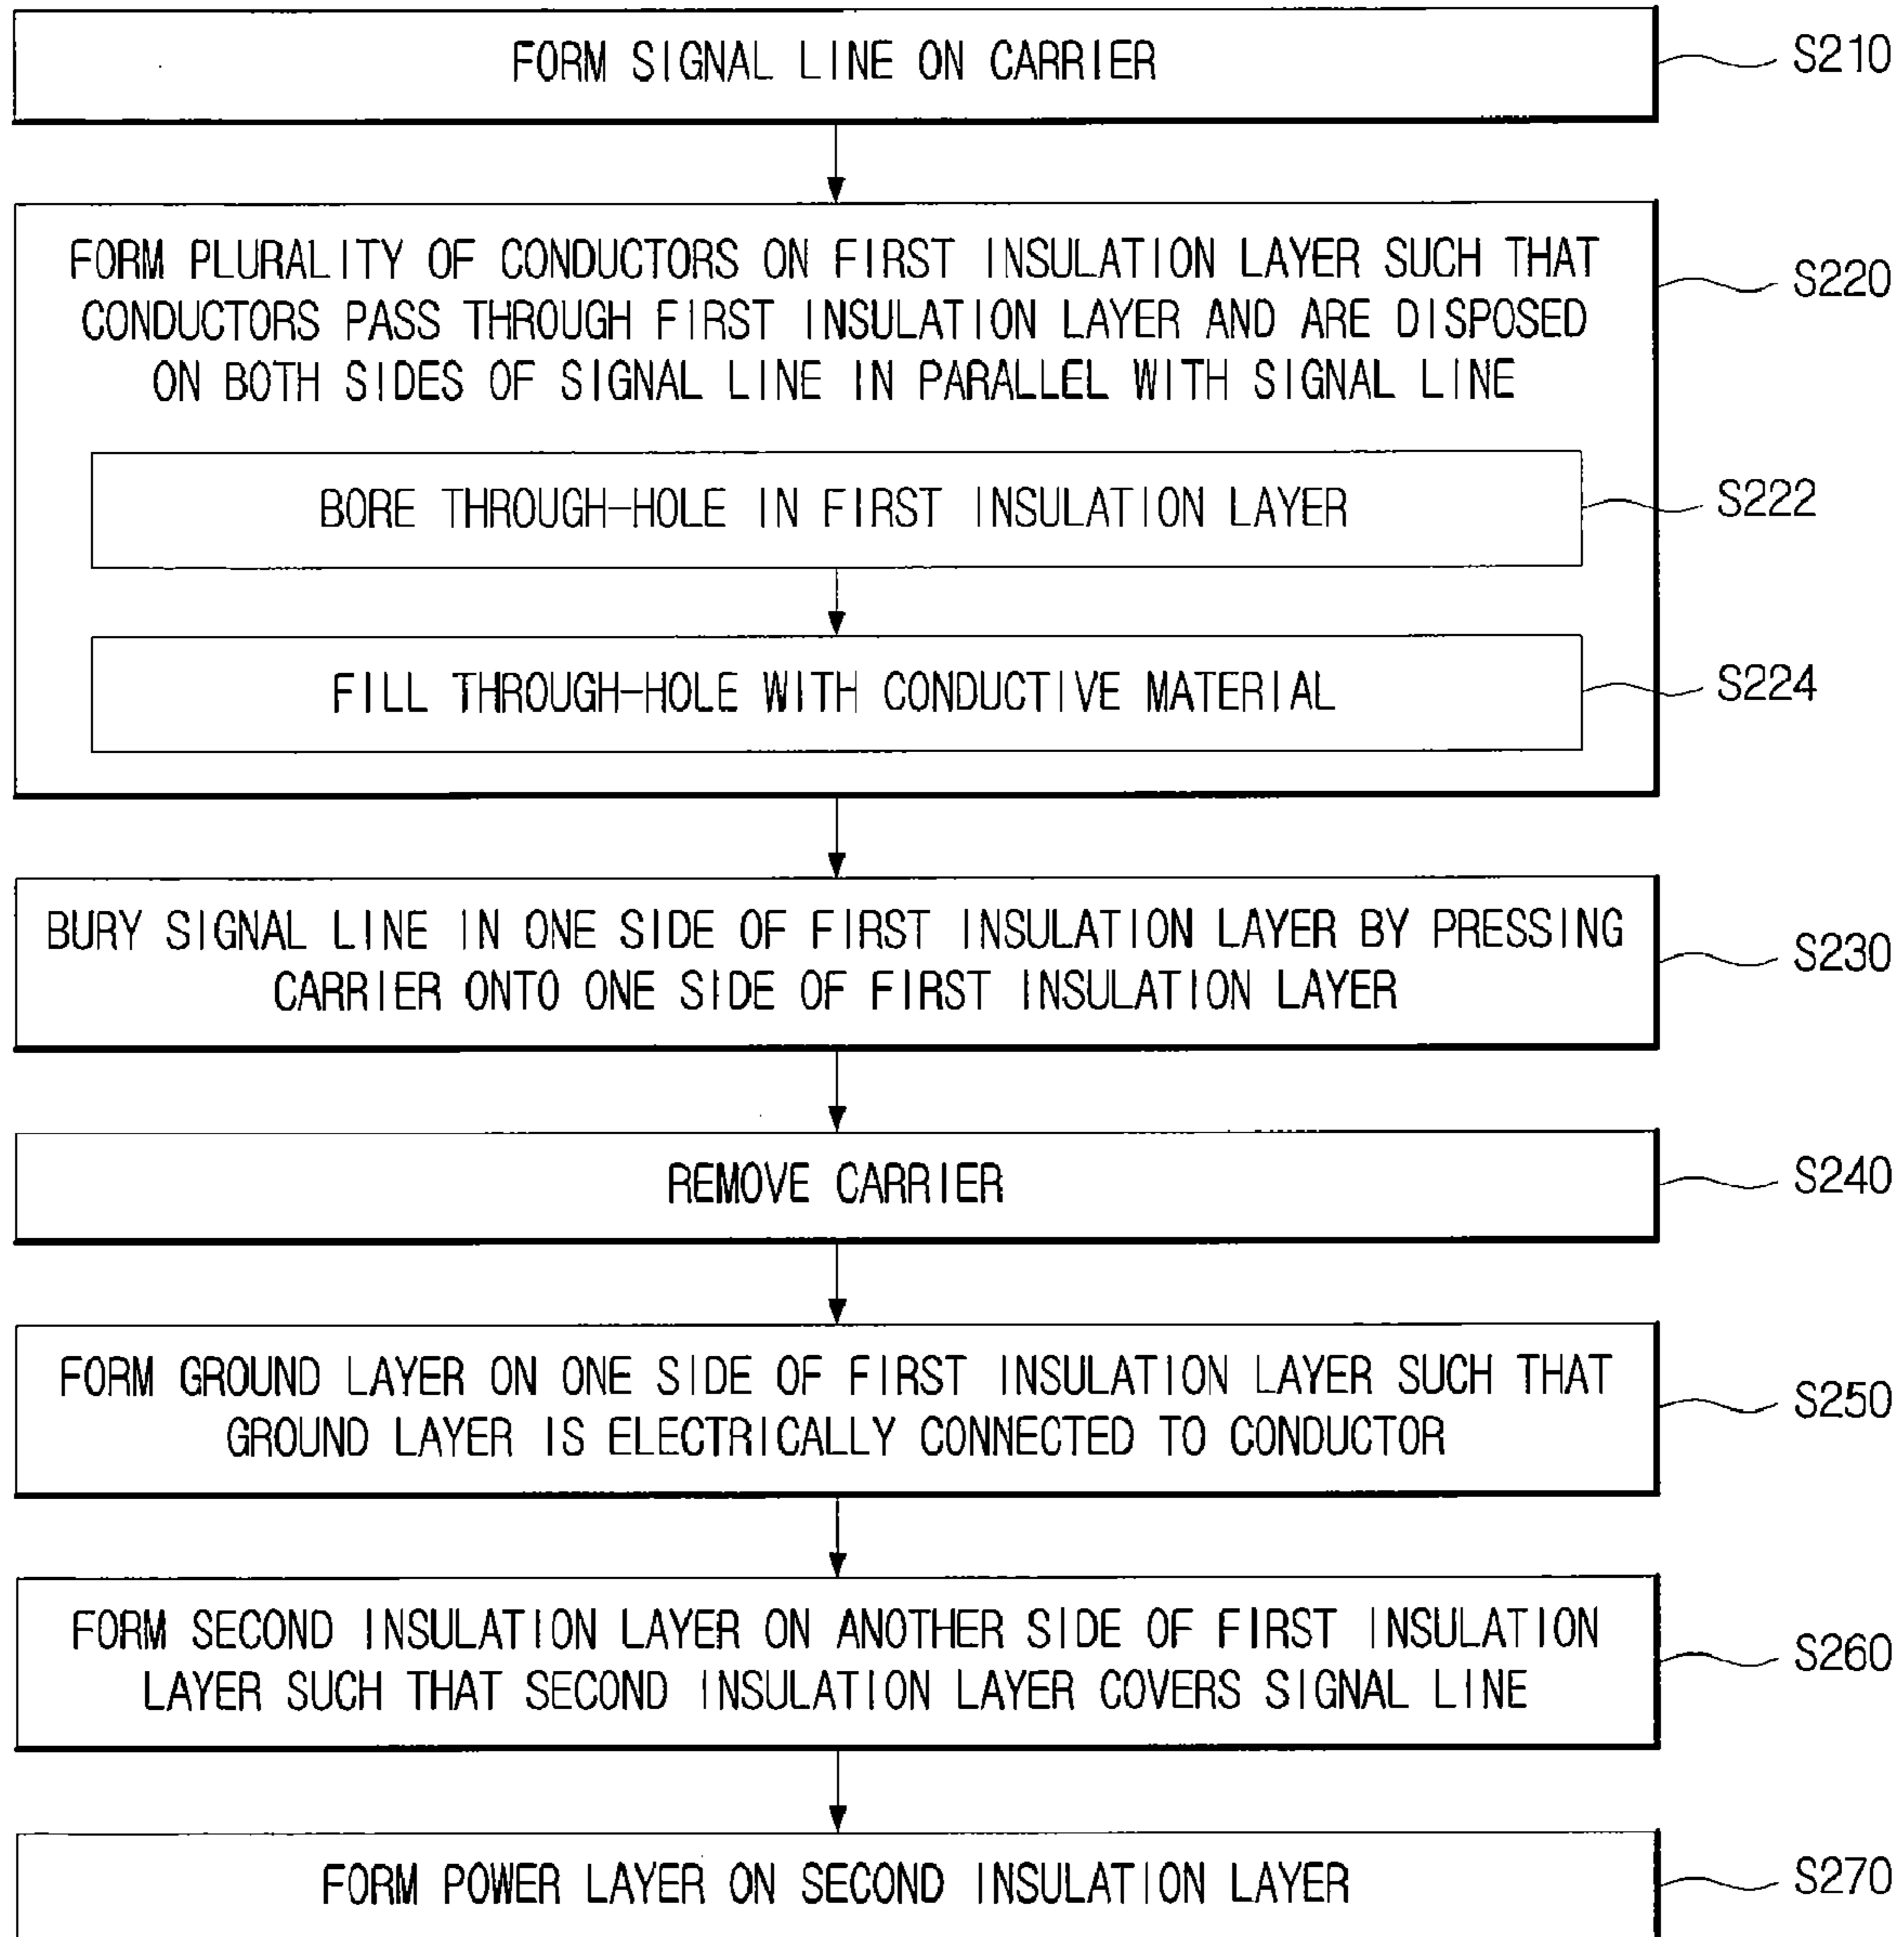 FORM SIGNAL LINE ON CARRIER
S210
FORM PLURALITY OF CONDUCTORS ON FIRST INSULATION LAYER SUCH THAT
CONDUCTORS PASS THROUGH FIRST INSULATION LAYER AND ARE DISPOSED
ON BOTH SIDES OF SIGNAL LINE IN PARALLEL WITH SIGNAL LINE
S220
BORE THROUGH-HOLE IN FIRST INSULATION LAYER
S222
FILL THROUGH-HOLE WITH CONDUCTIVE MATERIAL
S224
BURY SIGNAL LINE IN ONE SIDE OF FIRST INSULATION LAYER BY PRESSING
CARRIER ONTO ONE SIDE OF FIRST INSULATION LAYER
S230
REMOVE CARRIER
S240
FORM GROUND LAYER ON ONE SIDE OF FIRST INSULATION LAYER SUCH THAT
GROUND LAYER IS ELECTRICALLY CONNECTED TO CONDUCTOR
S250
FORM SECOND INSULATION LAYER ON ANOTHER SIDE OF FIRST INSULATION
LAYER SUCH THAT SECOND INSULATION LAYER COVERS SIGNAL LINE
S260
FORM POWER LAYER ON SECOND INSULATION LAYER
S270